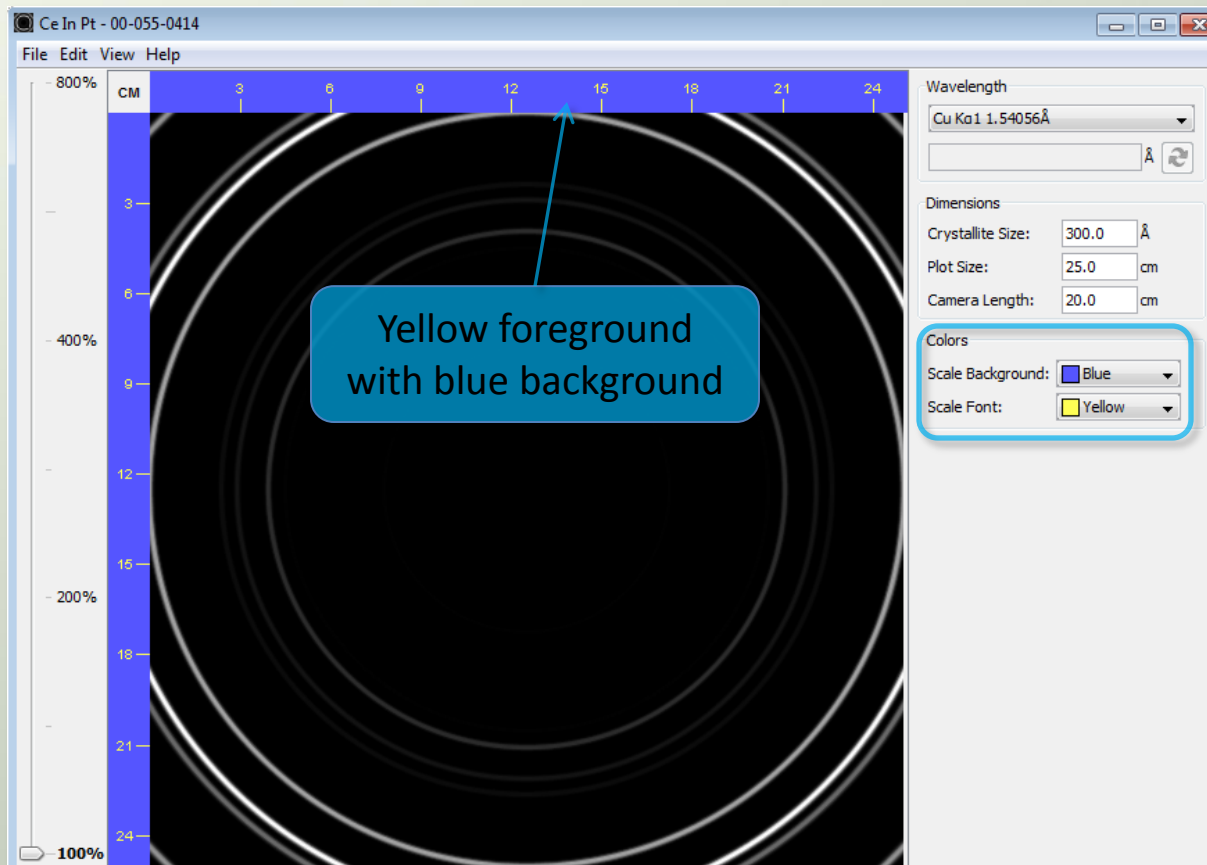 Ce In Pt - 00-055-0414
File Edit View Help
800%
400%
200%
100%
CM
3 6 9 12 15 18 21 24
3
6
9
12
15
18
21
24
Yellow foreground
with blue background
Wavelength
Cu Kα1 1.54056Å
Å
Dimensions
Crystallite Size: 300.0 Å
Plot Size: 25.0 cm
Camera Length: 20.0 cm
Colors
Scale Background: Blue
Scale Font: Yellow